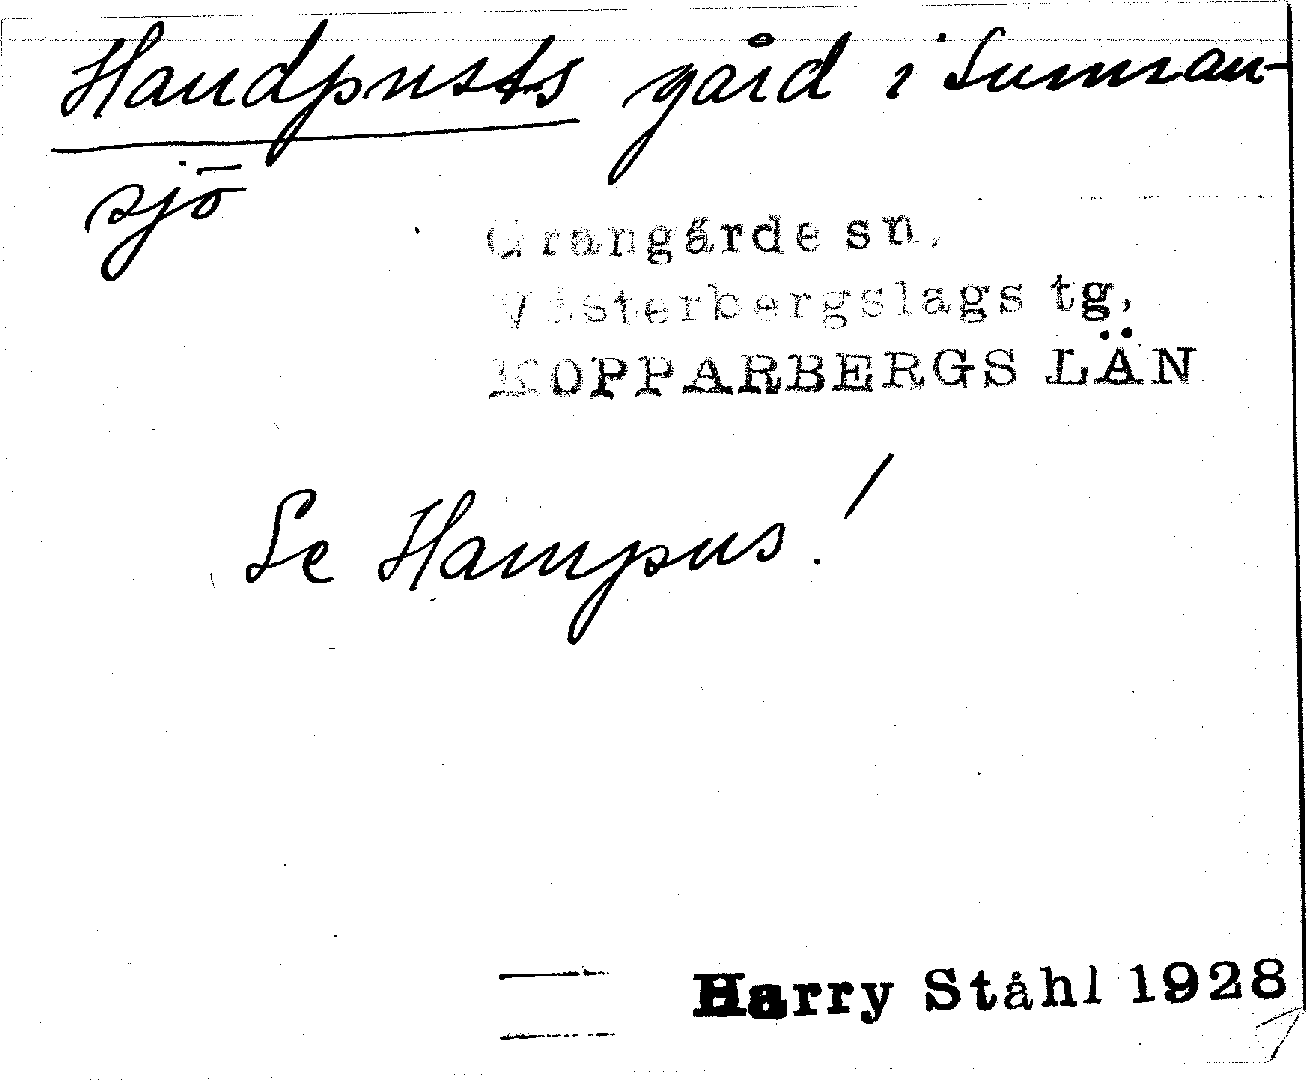 Handpusts gård i Sunnan-
sjö
Grangärde sn,
Västerbergslags tg,
KOPPARBERGS LÄN
Se Hampus!
Harry Ståhl 1928